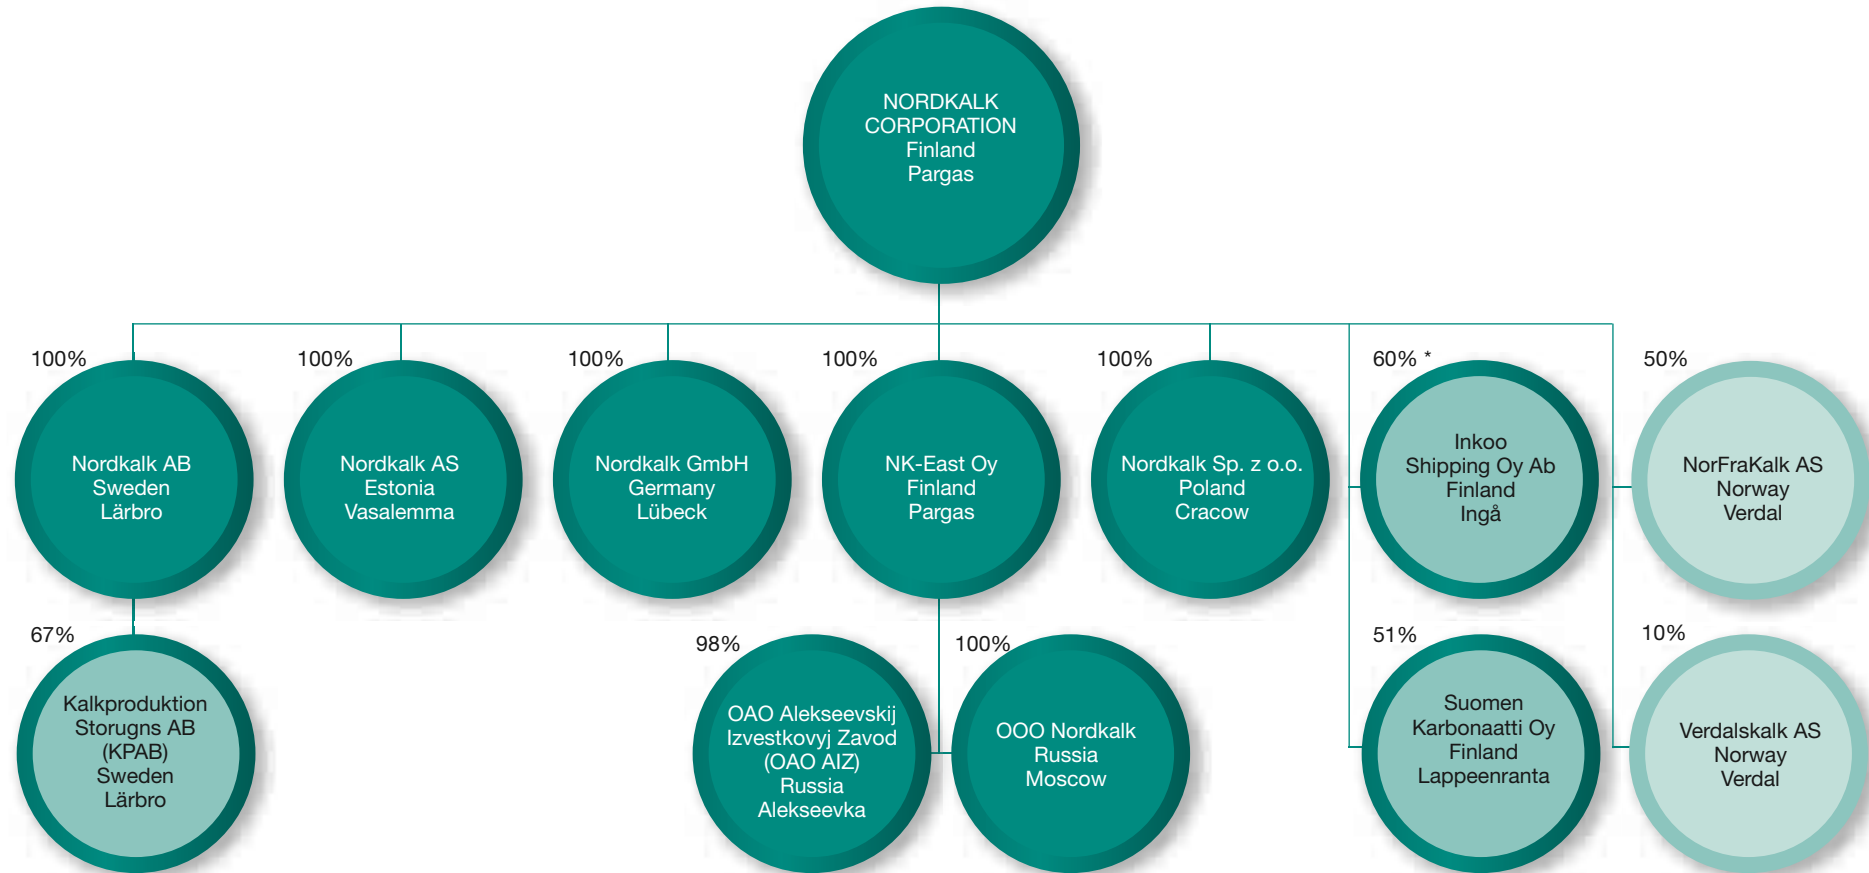 NORDKALK
CORPORATION
Finland
Pargas
100%
100%
100%
100%
100%
60% *
50%
Nordkalk AB
Sweden
Lärbro
Nordkalk AS
Estonia
Vasalemma
Nordkalk GmbH
Germany
Lübeck
NK-East Oy
Finland
Pargas
Nordkalk Sp. z o.o.
Poland
Cracow
Inkoo
Shipping Oy Ab
Finland
Ingå
NorFraKalk AS
Norway
Verdal
67%
98%
100%
51%
10%
Kalkproduktion
Storugns AB
(KPAB)
Sweden
Lärbro
OAO Alekseevskij
Izvestkovyj Zavod
(OAO AIZ)
Russia
Alekseevka
OOO Nordkalk
Russia
Moscow
Suomen
Karbonaatti Oy
Finland
Lappeenranta
Verdalskalk AS
Norway
Verdal